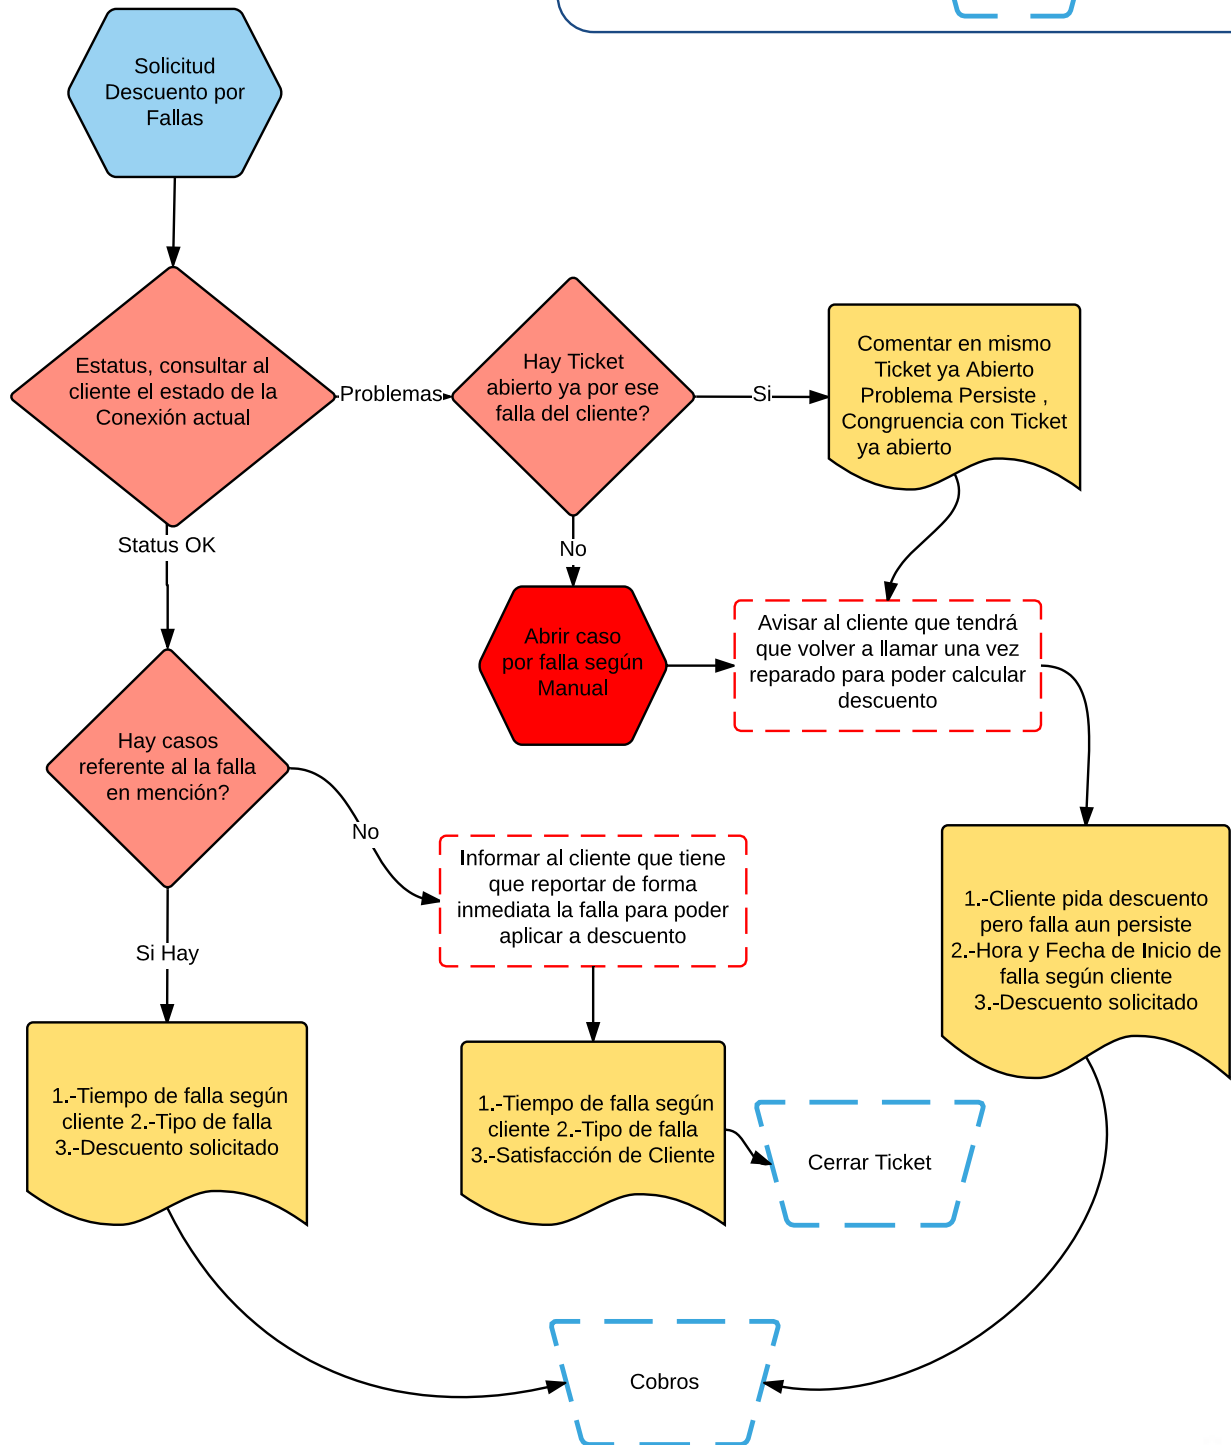 Solicitud
Descuento por
Fallas
Estatus, consultar al
cliente el estado de la
Conexión actual
Problemas
Hay Ticket
abierto ya por ese
falla del cliente?
Si
Comentar en mismo
Ticket ya Abierto
Problema Persiste ,
Congruencia con Ticket
ya abierto
Status OK
No
Abrir caso
por falla según
Manual
Avisar al cliente que tendrá
que volver a llamar una vez
reparado para poder calcular
descuento
Hay casos
referente al la falla
en mención?
No
Informar al cliente que tiene
que reportar de forma
inmediata la falla para poder
aplicar a descuento
1.-Cliente pida descuento
pero falla aun persiste
2.-Hora y Fecha de Inicio de
falla según cliente
3.-Descuento solicitado
Si Hay
1.-Tiempo de falla según
cliente 2.-Tipo de falla
3.-Descuento solicitado
1.-Tiempo de falla según
cliente 2.-Tipo de falla
3.-Satisfacción de Cliente
Cerrar Ticket
Cobros